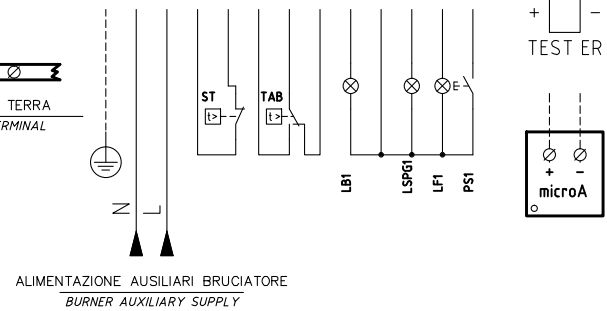 + -
TEST ER
TERRA
ERMINAL
ST
t>
TAB
t>
E
LB1
LSPG1
LF1
PS1
+ -
microA
N
L
ALIMENTAZIONE AUSILIARI BRUCIATORE
BURNER AUXILIARY SUPPLY